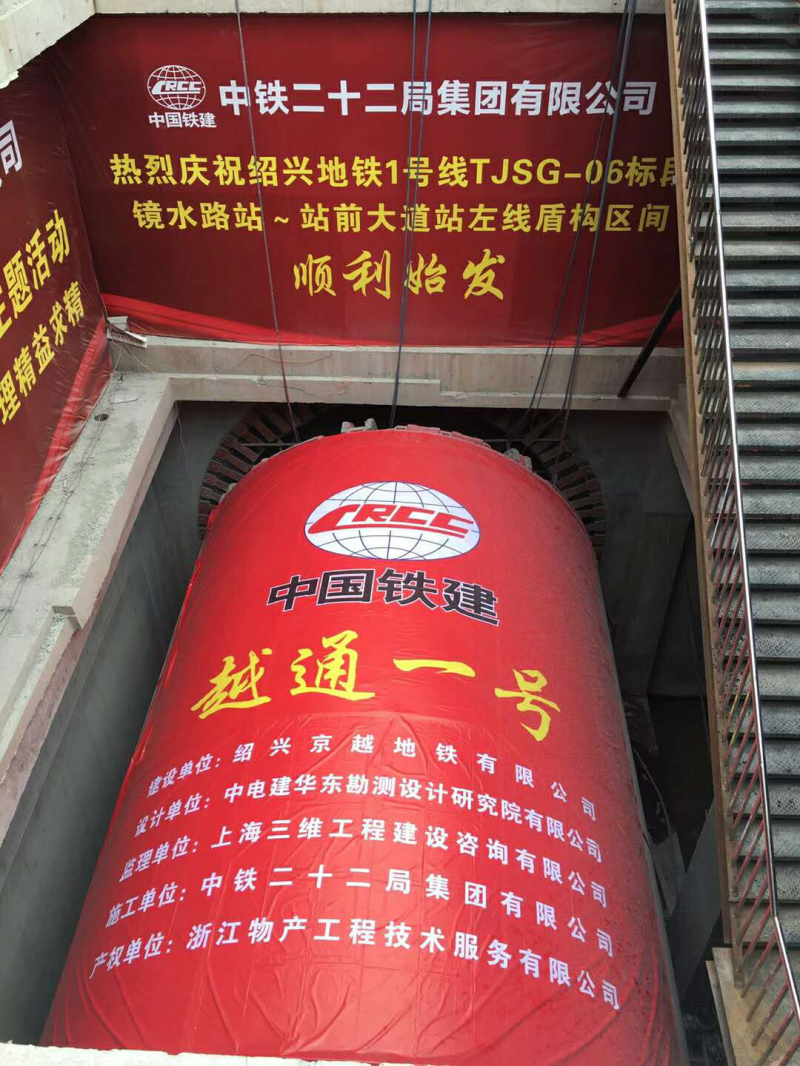 司
主题活动
理精益求精
CRCC
中国铁建
中铁二十二局集团有限公司
热烈庆祝绍兴地铁1号线TJSG-06标段
镜水路站~站前大道站左线盾构区间
顺利始发
CRCC
中国铁建
越通一号
建设单位：绍兴京越地铁有限公司
设计单位：中电建华东勘测设计研究院有限公司
监理单位：上海三维工程建设咨询有限公司
施工单位：中铁二十二局集团有限公司
产权单位：浙江物产工程技术服务有限公司